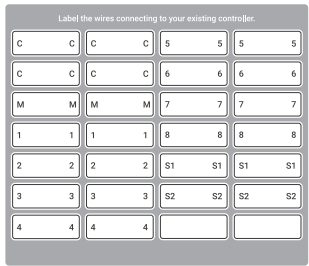 Label the wires connecting to your existing controller.
C C C C 5 5 5 5
C C C C 6 6 6 6
M M M M 7 7 7 7
1 1 1 1 8 8 8 8
2 2 2 2 S1 S1 S1 S1
3 3 3 3 S2 S2 S2 S2
4 4 4 4